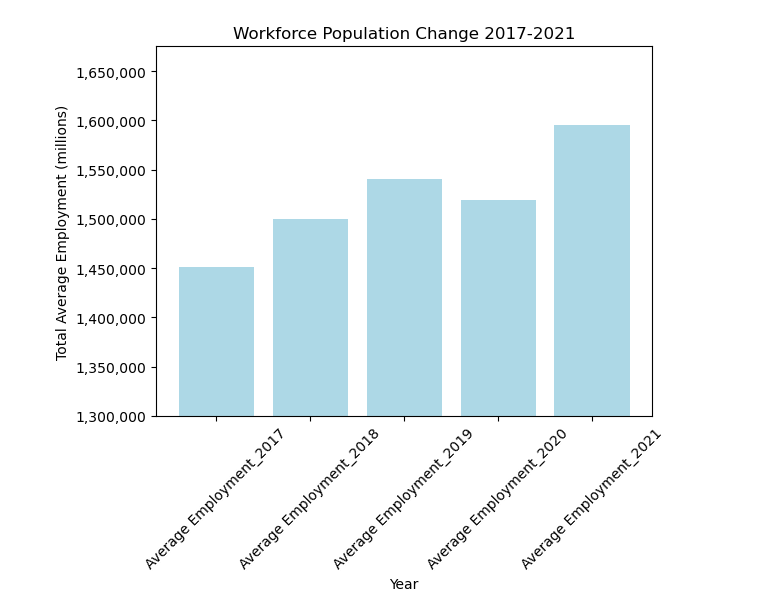 Workforce Population Change 2017-2021
Total Average Employment (millions)
1,650,000
1,600,000
1,550,000
1,500,000
1,450,000
1,400,000
1,350,000
1,300,000
Average Employment_2017
Average Employment_2018
Average Employment_2019
Average Employment_2020
Average Employment_2021
Year